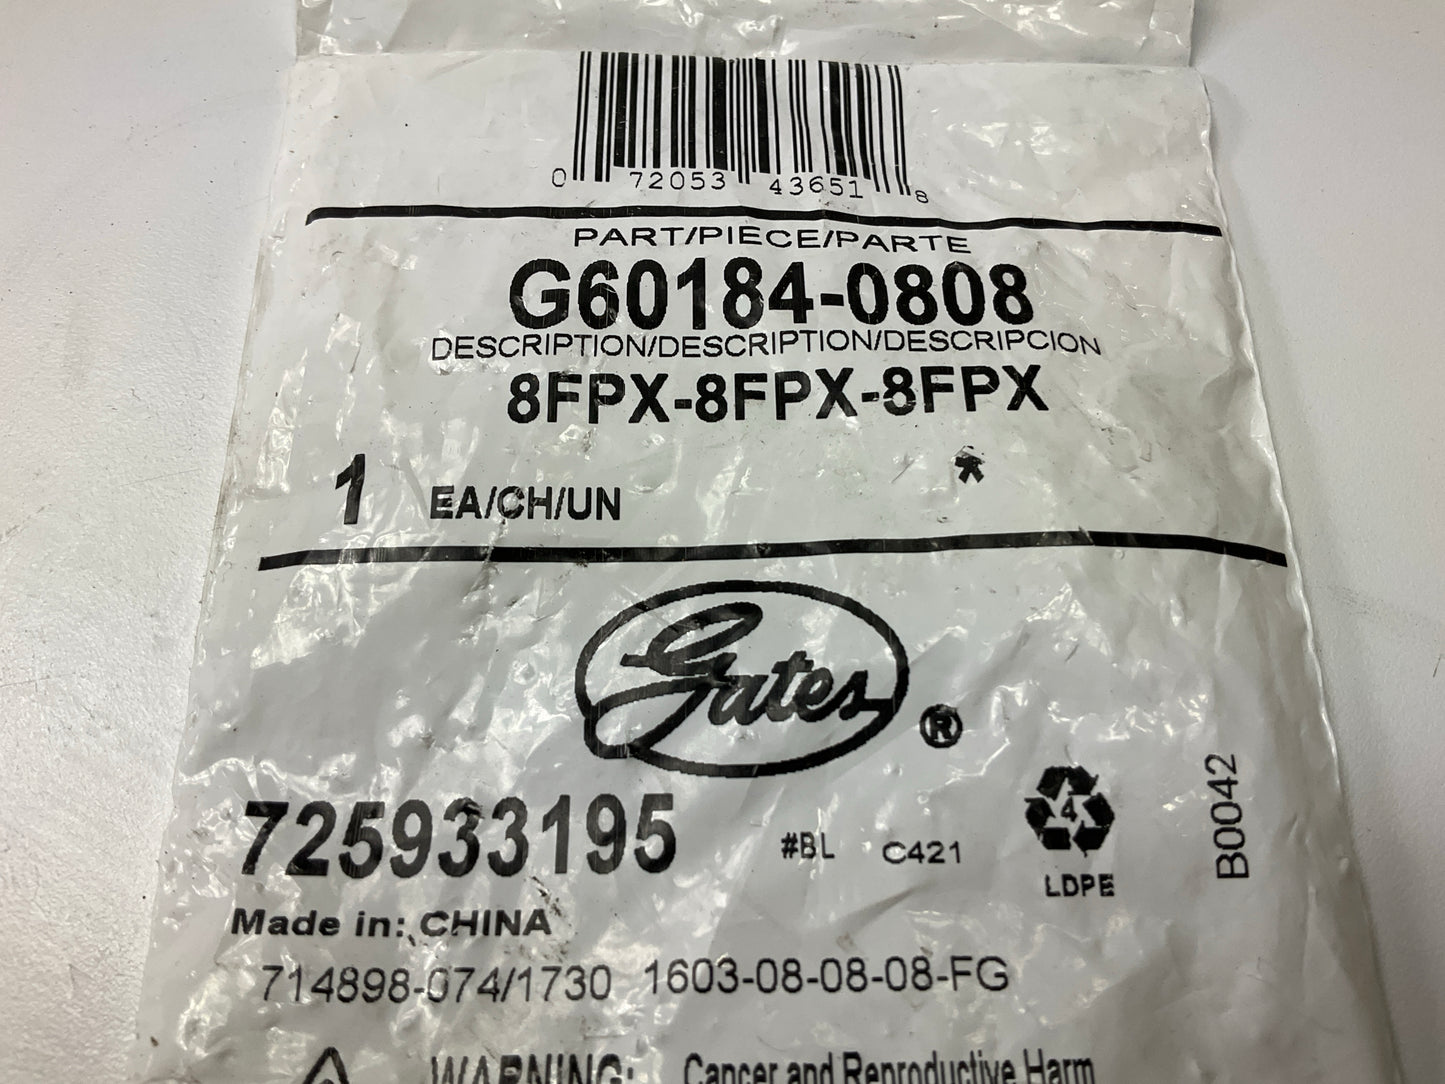 0 72053 43651 8
PART/PIECE/PARTE
G60184-0808
DESCRIPTION/DESCRIPTION/DESCRIPCION
8FPX-8FPX-8FPX
*
1 EA/CH/UN
Gates ®
725933195 #BL C421
4
LDPE
B0042
Made in: CHINA
714898-074/1730 1603-08-08-08-FG
WARNING: Cancer and Reproductive Harm